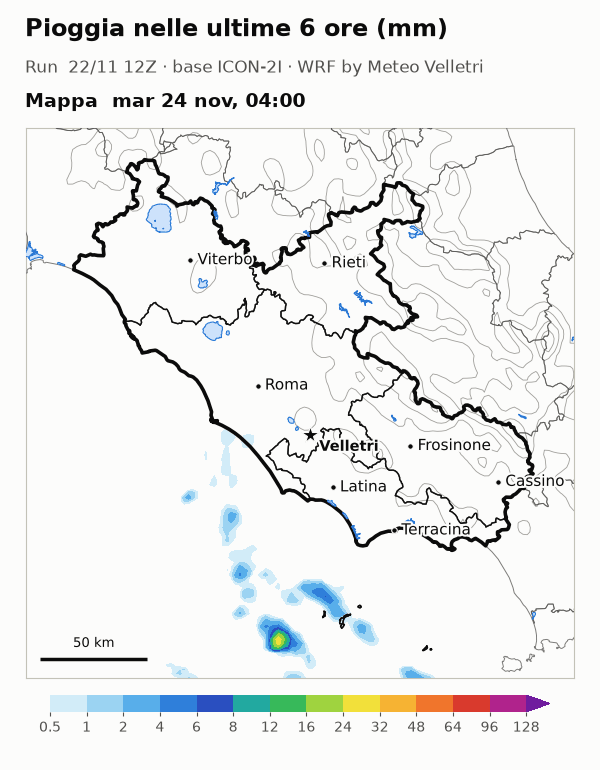 Pioggia nelle ultime 6 ore (mm)
Run  22/11 12Z · base ICON-2I · WRF by Meteo Velletri
Mappa  mar 24 nov, 04:00
Viterbo
Rieti
Roma
Velletri
Frosinone
Latina
Cassino
Terracina
50 km
0.5 1 2 4 6 8 12 16 24 32 48 64 96 128